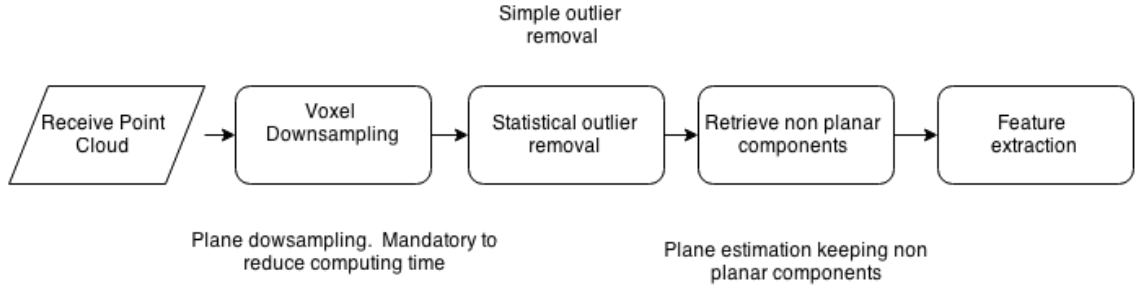 Simple outlier
removal
Receive Point
Cloud
Voxel
Downsampling
Statistical outlier
removal
Retrieve non planar
components
Feature
extraction
Plane dowsampling.  Mandatory to
reduce computing time
Plane estimation keeping non
planar components